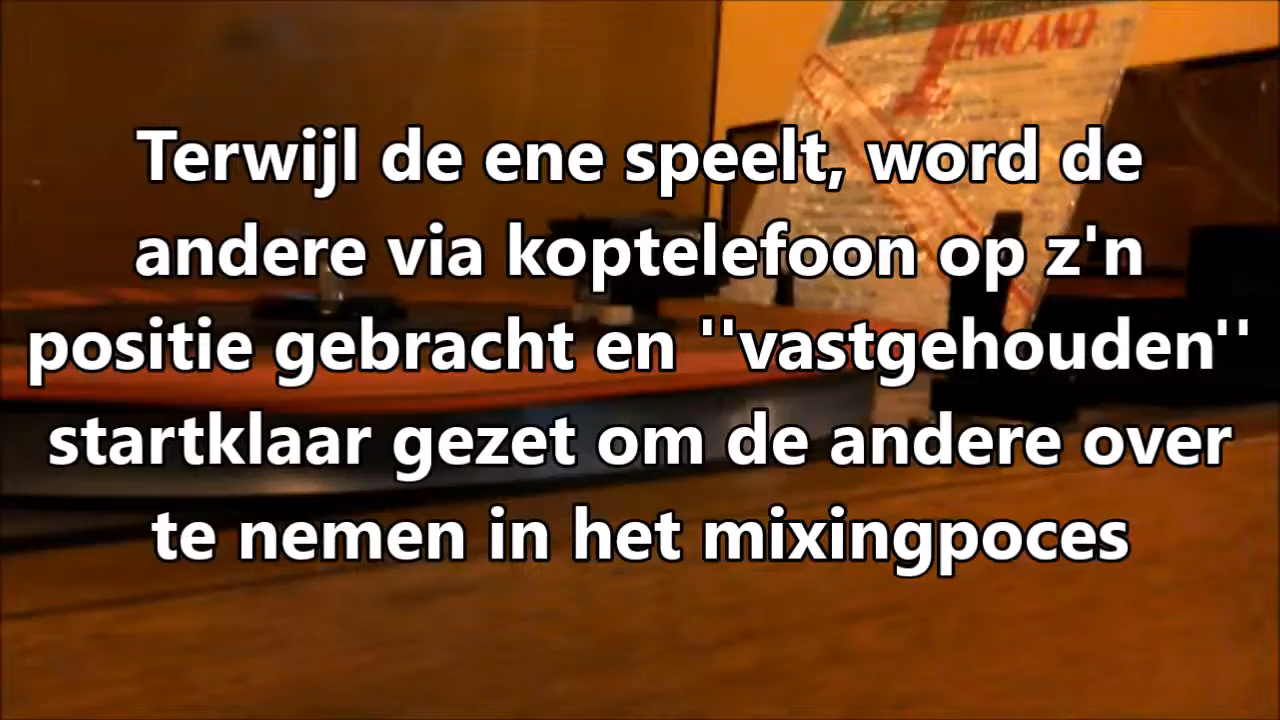 ENGLAND
Terwijl de ene speelt, word de
andere via koptelefoon op z'n
positie gebracht en ''vastgehouden''
startklaar gezet om de andere over
te nemen in het mixingpoces